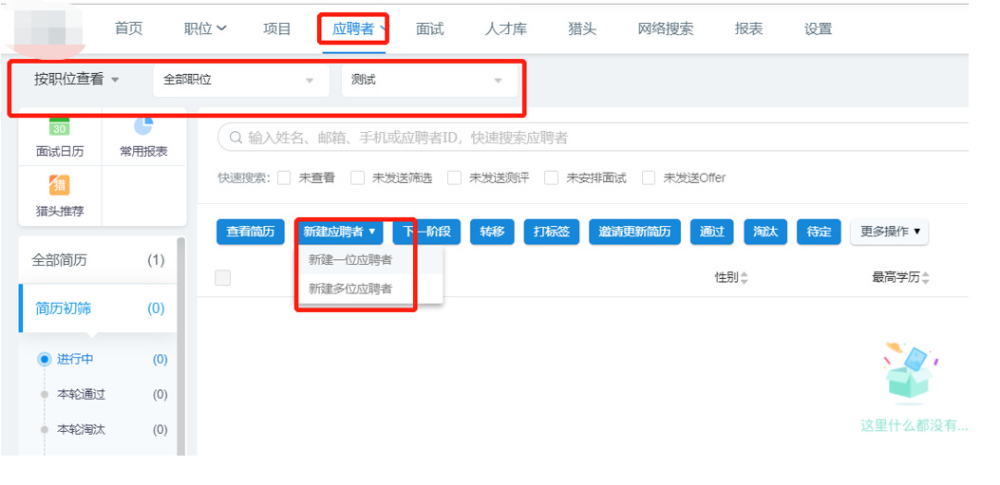 首页 职位 项目 应聘者 面试 人才库 猎头 网络搜索 报表 设置
按职位查看 全部职位 测试
30
面试日历 常用报表
猎
猎头推荐
输入姓名、邮箱、手机或应聘者ID，快速搜索应聘者
快速搜索： 未查看 未发送筛选 未发送测评 未安排面试 未发送Offer
查看简历 新建应聘者 下一阶段 转移 打标签 邀请更新简历 通过 淘汰 待定 更多操作
新建一位应聘者
新建多位应聘者
性别 最高学历
全部简历 (1)
简历初筛 (0)
进行中 (0)
本轮通过 (0)
本轮淘汰 (0)
这里什么都没有...